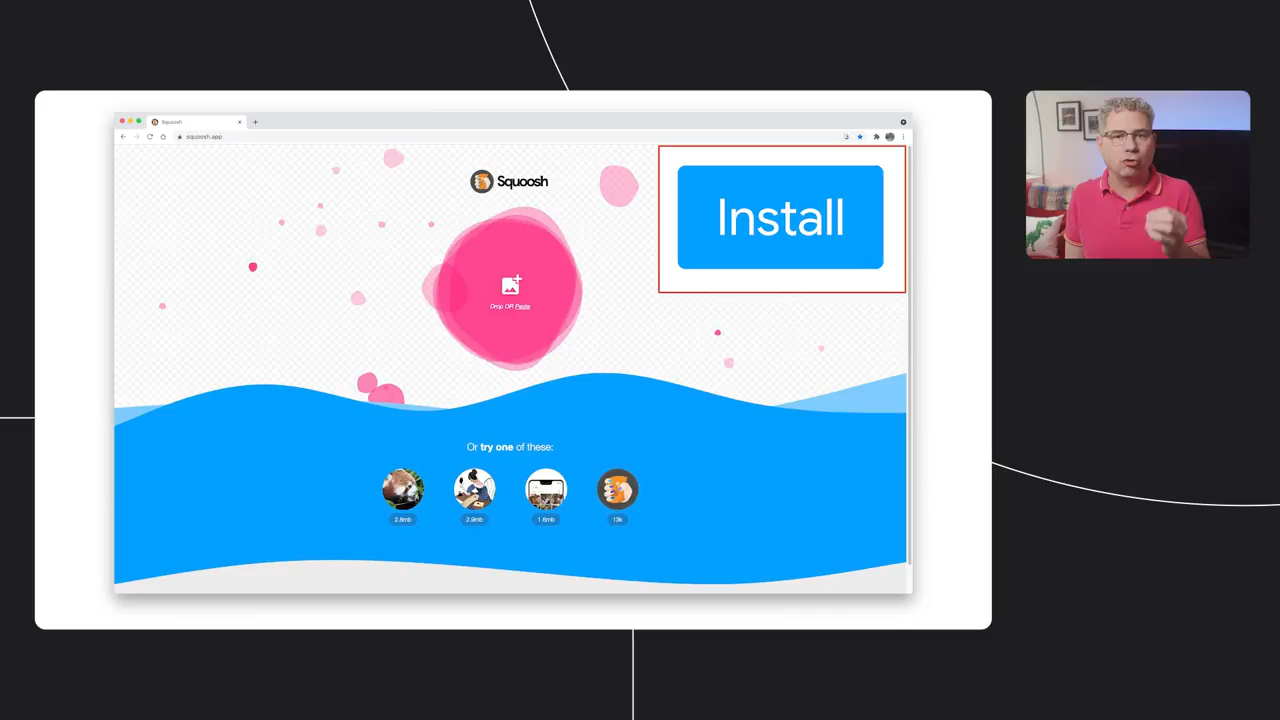 Squoosh
squoosh.app
Squoosh
Install
Drop OR Paste
Or try one of these:
2.8mb
2.9mb
1.6mb
13k